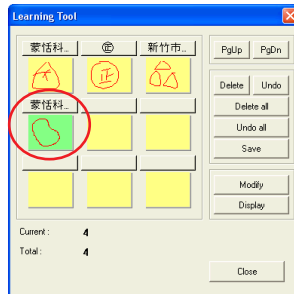 Learning Tool
蒙恬科... ㊣ 新竹市...
PgUp PgDn
正
Delete Undo
Delete all
蒙恬科...
Undo all
Save
Modify
Display
Current : 4
Total : 4
Close